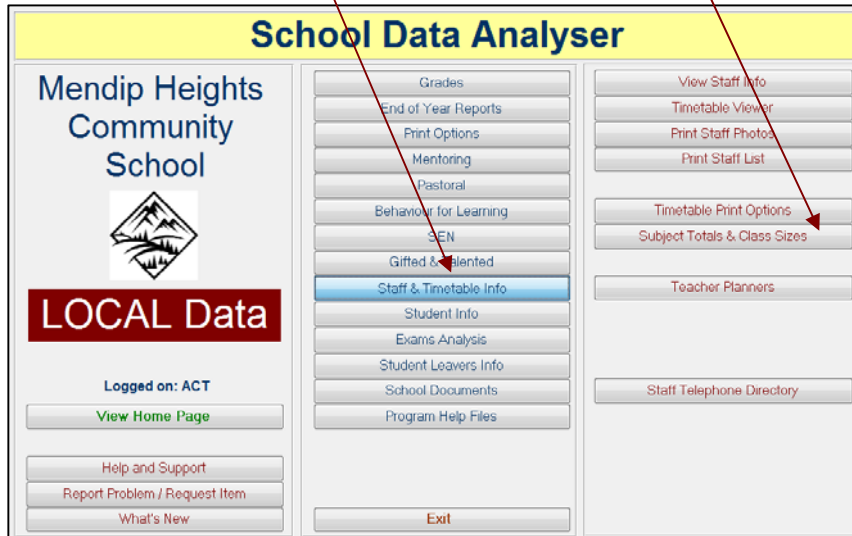 School Data Analyser
Mendip Heights
Community
School
LOCAL Data
Logged on: ACT
View Home Page
Help and Support
Report Problem / Request Item
What's New
Grades
End of Year Reports
Print Options
Mentoring
Pastoral
Behaviour for Learning
SEN
Gifted & Talented
Staff & Timetable Info
Student Info
Exams Analysis
Student Leavers Info
School Documents
Program Help Files
Exit
View Staff Info
Timetable Viewer
Print Staff Photos
Print Staff List
Timetable Print Options
Subject Totals & Class Sizes
Teacher Planners
Staff Telephone Directory